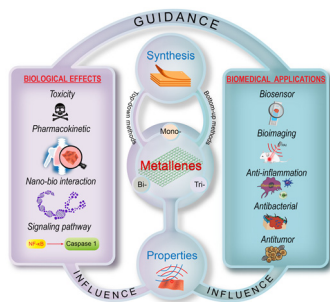 GUIDANCE
Synthesis
Top-down methods
Bottom-up methods
Mono-
Metallenes
Bi-
Tri-
Properties
BIOLOGICAL EFFECTS
Toxicity
Pharmacokinetic
Nano-bio interaction
Signaling pathway
NF-κB
Caspase 1
BIOMEDICAL APPLICATIONS
Biosensor
Bioimaging
Anti-inflammation
Antibacterial
Antitumor
INFLUENCE
INFLUENCE